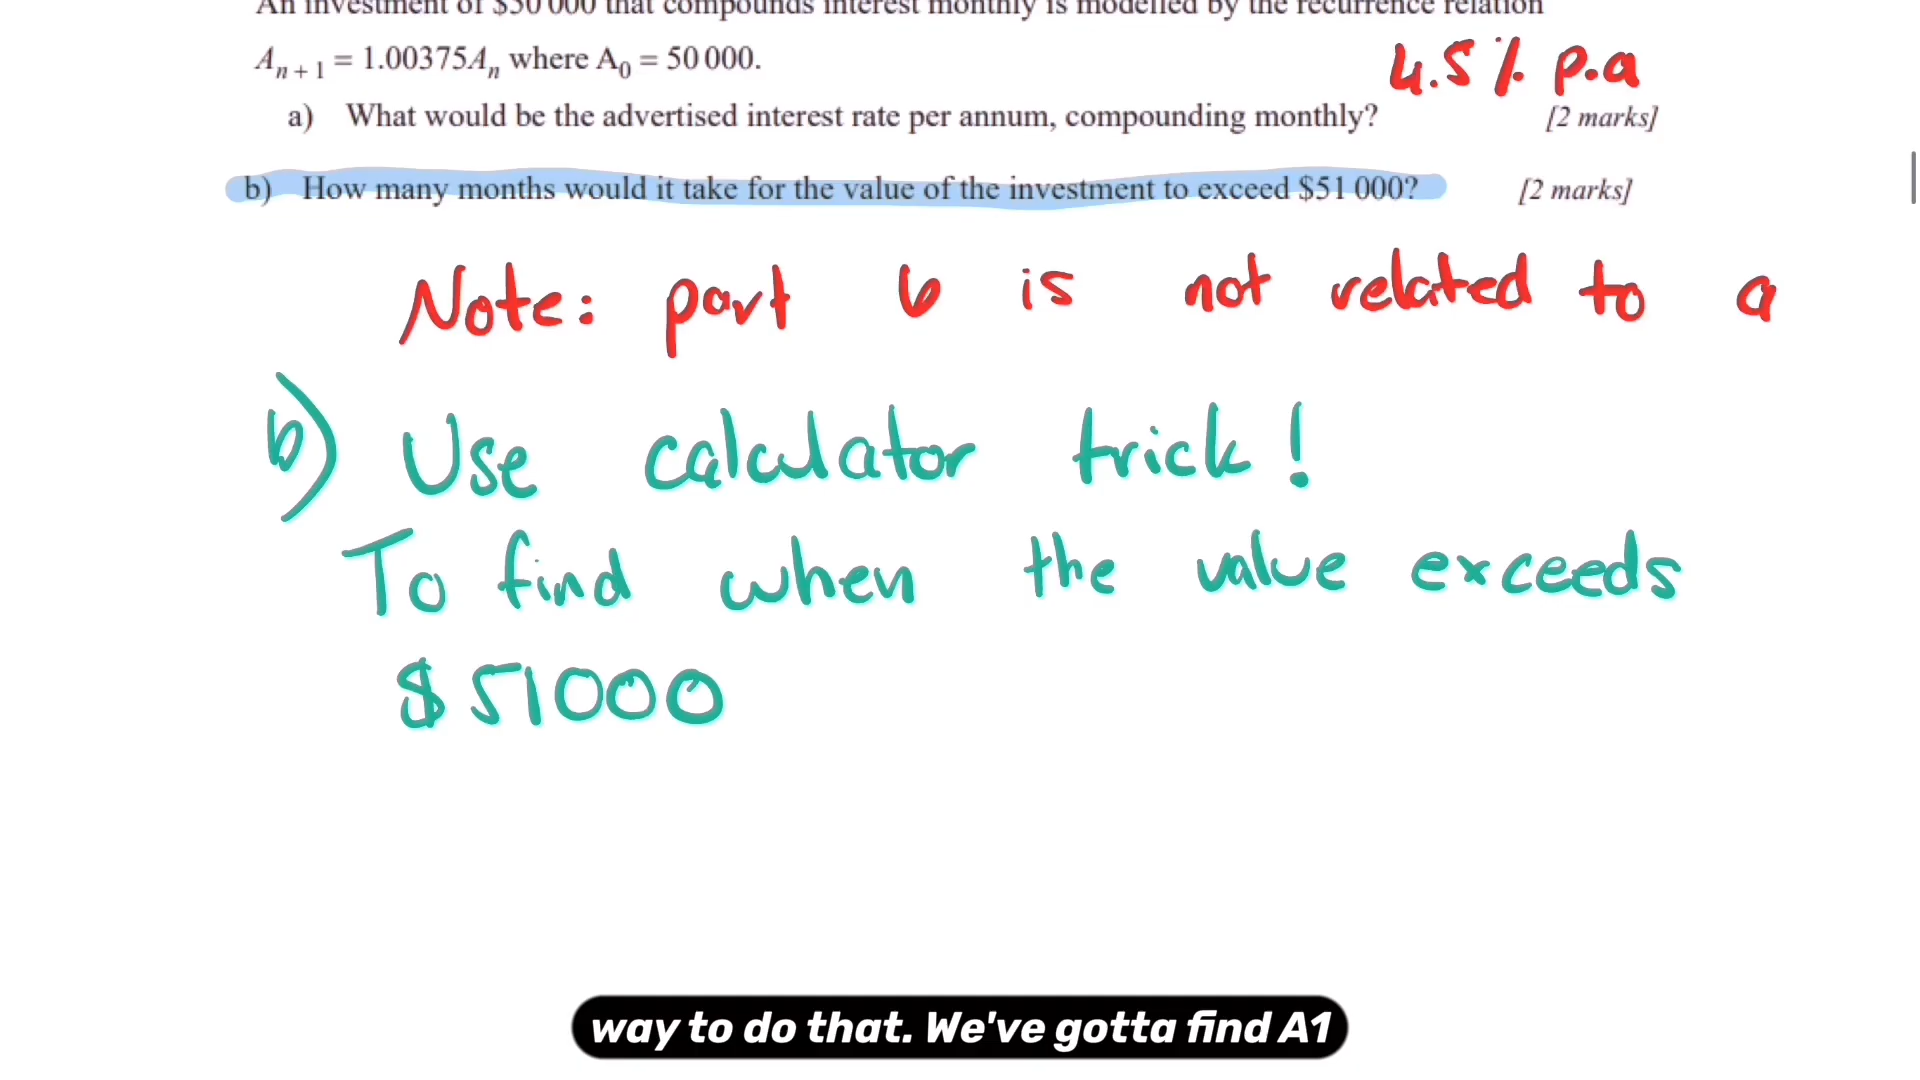 An investment of $50 000 that compounds interest monthly is modelled by the recurrence relation
Aₙ₊₁ = 1.00375Aₙ where A₀ = 50 000.
4.5% p.a
a) What would be the advertised interest rate per annum, compounding monthly? [2 marks]
b) How many months would it take for the value of the investment to exceed $51 000? [2 marks]
Note: part b is not related to a
b) Use calculator trick!
To find when the value exceeds
$51000
way to do that. We've gotta find A1